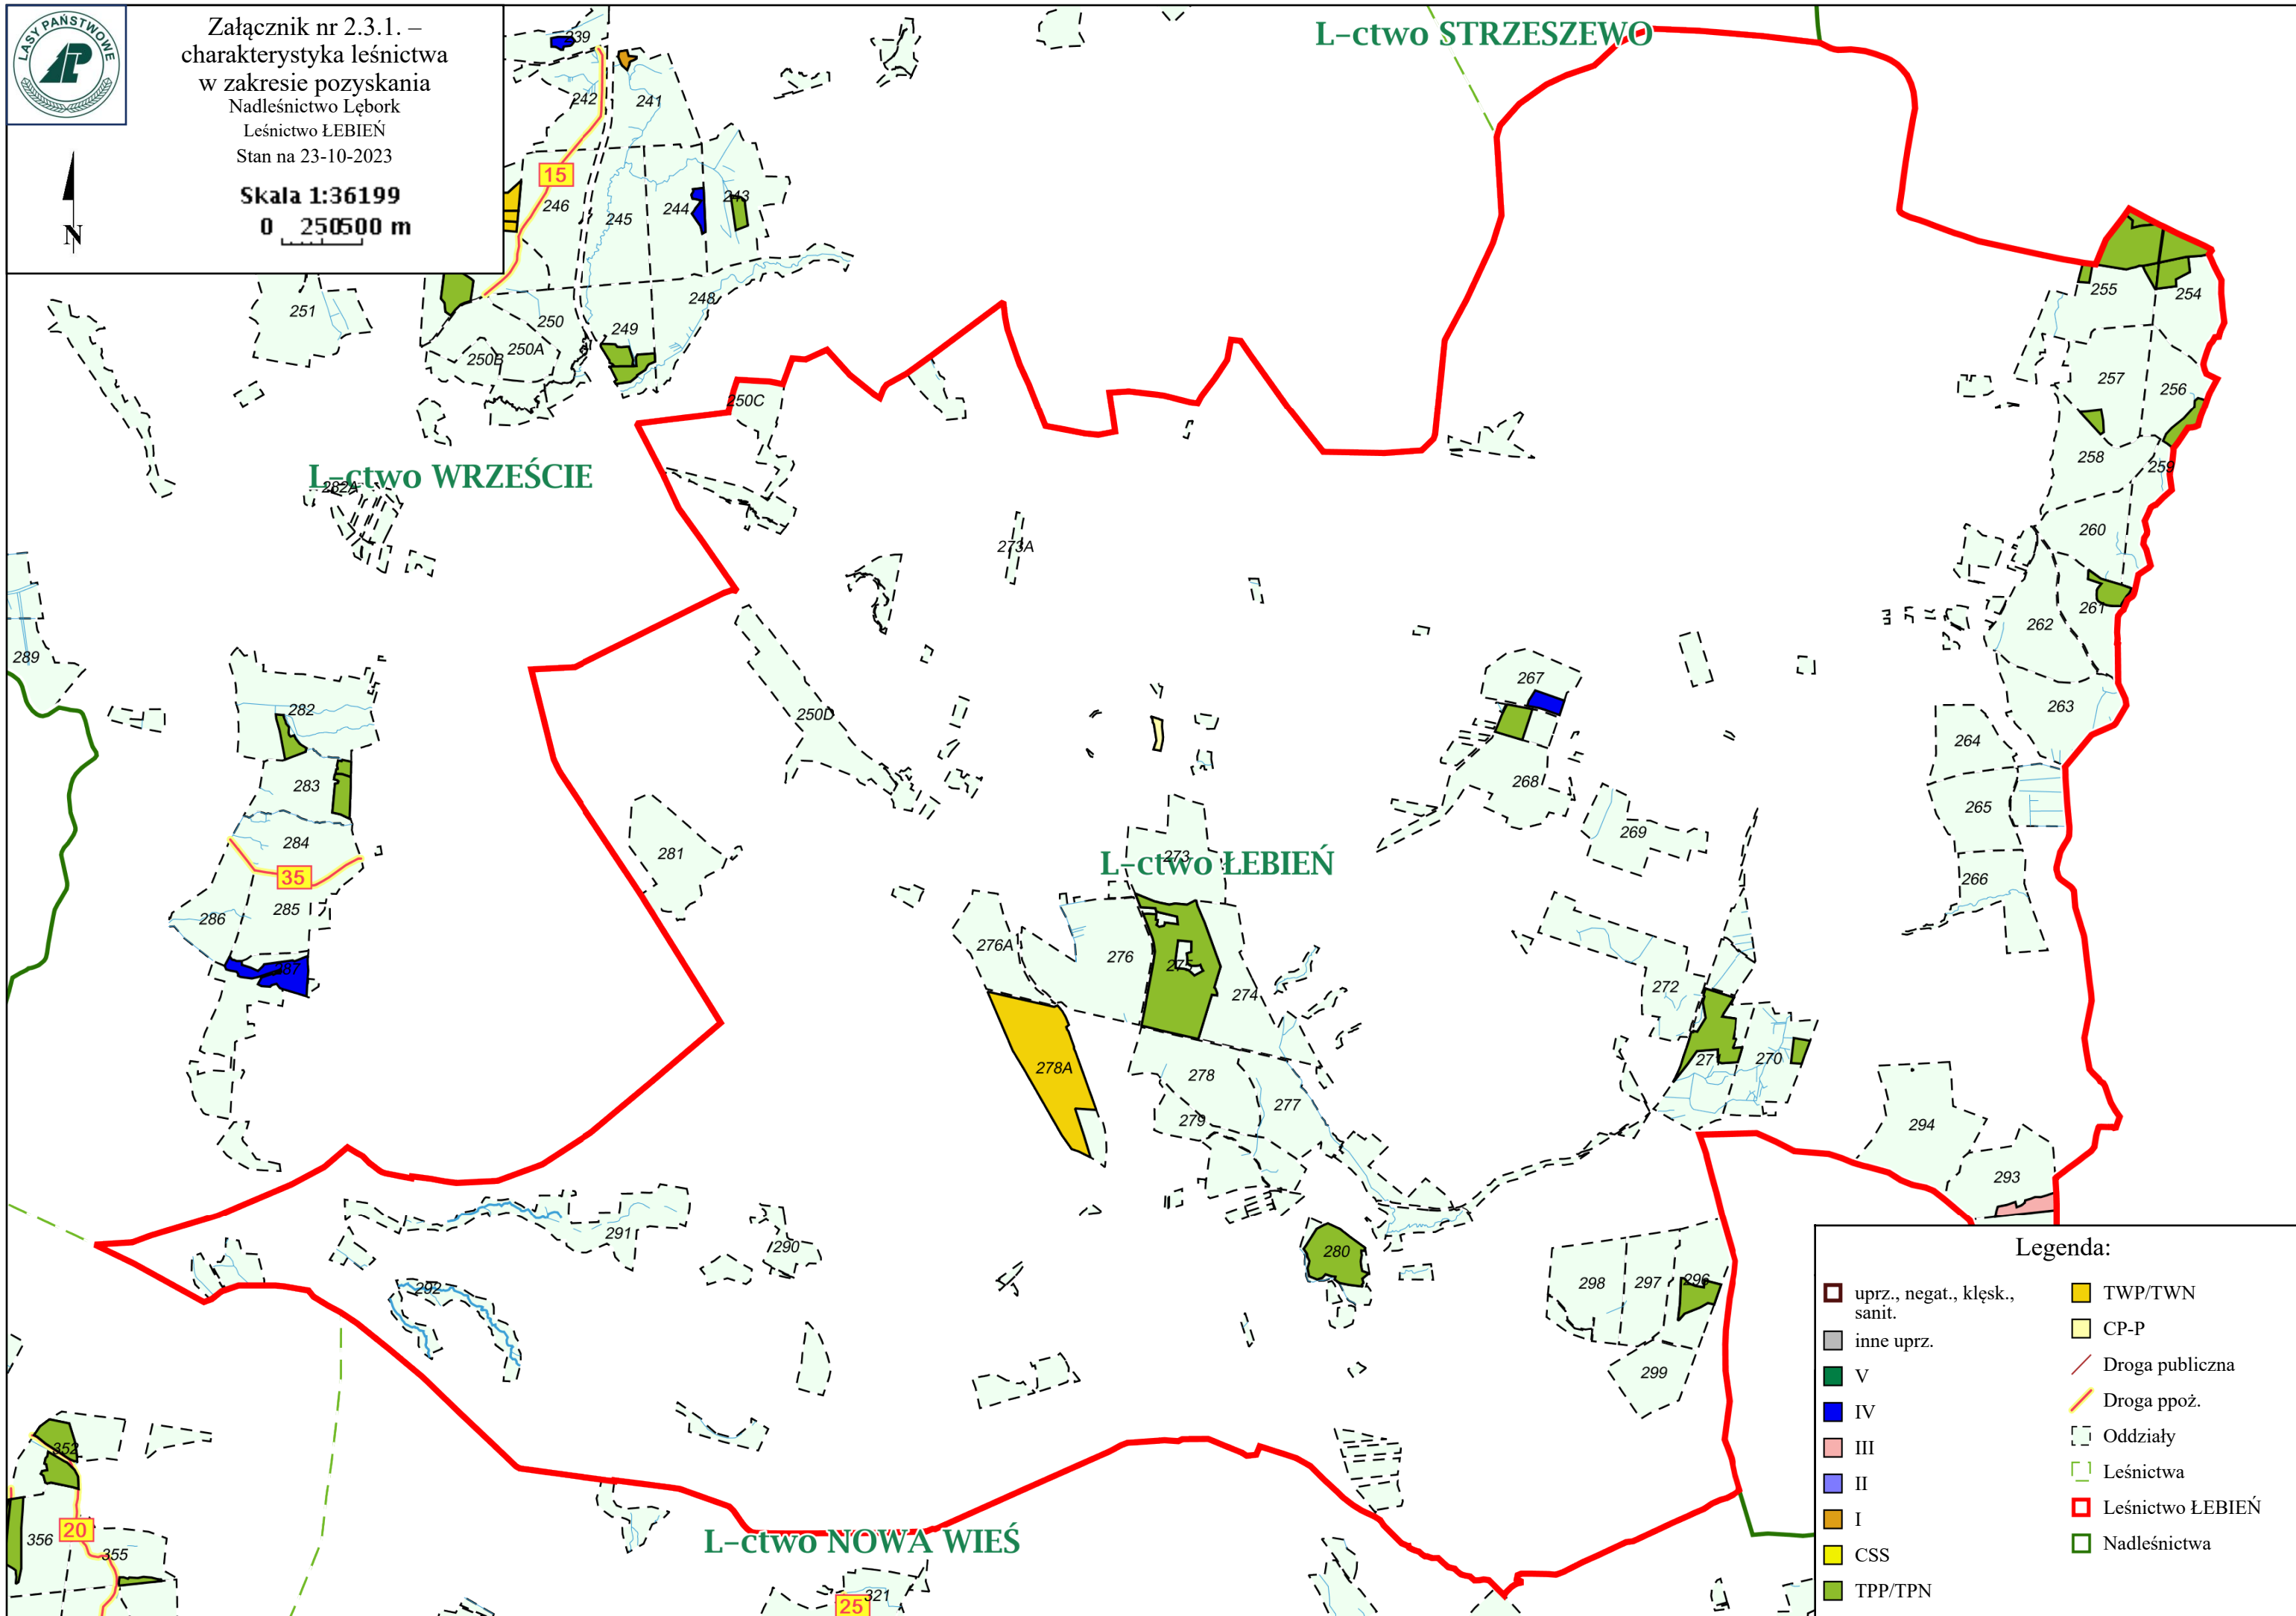 LASY PAŃSTWOWE
Załącznik nr 2.3.1. –
charakterystyka leśnictwa
w zakresie pozyskania
Nadleśnictwo Lębork
Leśnictwo ŁEBIEŃ
Stan na 23-10-2023
Skala 1:36199
0 250 500 m
N
L-ctwo STRZESZEWO
239
242
241
15
246
245
244
243
248
251
250
249
250A
250B
250C
255
254
257
256
258
259
260
261
262
263
264
265
266
L-ctwo WRZEŚCIE
282A
273A
289
282
283
284
35
285
286
287
250D
281
267
268
269
273
L-ctwo ŁEBIEŃ
276A
276
275
274
272
271
270
278A
278
277
279
294
293
291
290
292
280
298
297
296
299
352
356
20
355
L-ctwo NOWA WIEŚ
321
25
Legenda:
uprz., negat., klęsk.,
sanit.
inne uprz.
V
IV
III
II
I
CSS
TPP/TPN
TWP/TWN
CP-P
Droga publiczna
Droga ppoż.
Oddziały
Leśnictwa
Leśnictwo ŁEBIEŃ
Nadleśnictwa